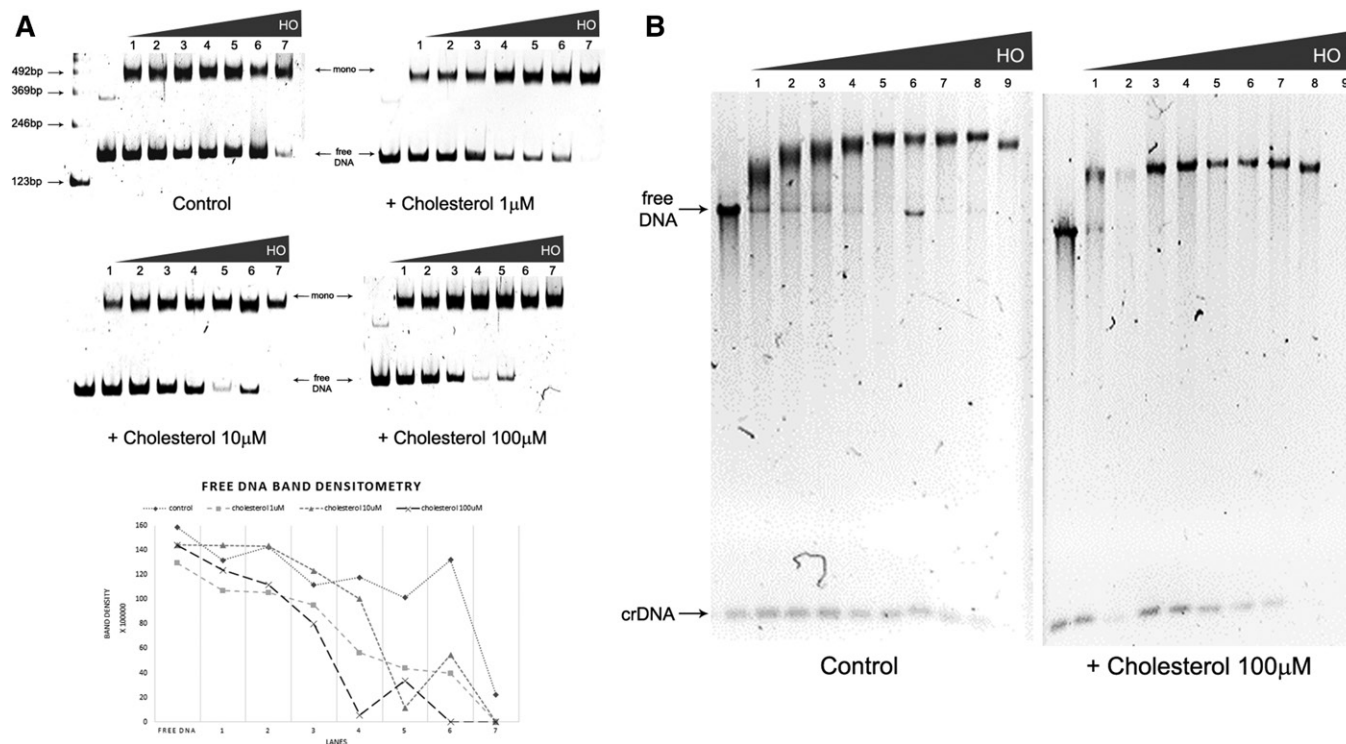 A
HO
1 2 3 4 5 6 7
492bp
369bp
246bp
123bp
mono
free
DNA
Control
HO
1 2 3 4 5 6 7
+ Cholesterol 1μM
HO
1 2 3 4 5 6 7
mono
free
DNA
+ Cholesterol 10μM
HO
1 2 3 4 5 6 7
+ Cholesterol 100μM
FREE DNA BAND DENSITOMETRY
control cholesterol 1uM cholesterol 10uM cholesterol 100uM
160
140
120
100
80
60
40
20
0
BAND DENSITY
X 100000
FREE DNA 1 2 3 4 5 6 7
LANES
B
HO
1 2 3 4 5 6 7 8 9
free
DNA
crDNA
Control
HO
1 2 3 4 5 6 7 8 9
+ Cholesterol 100μM